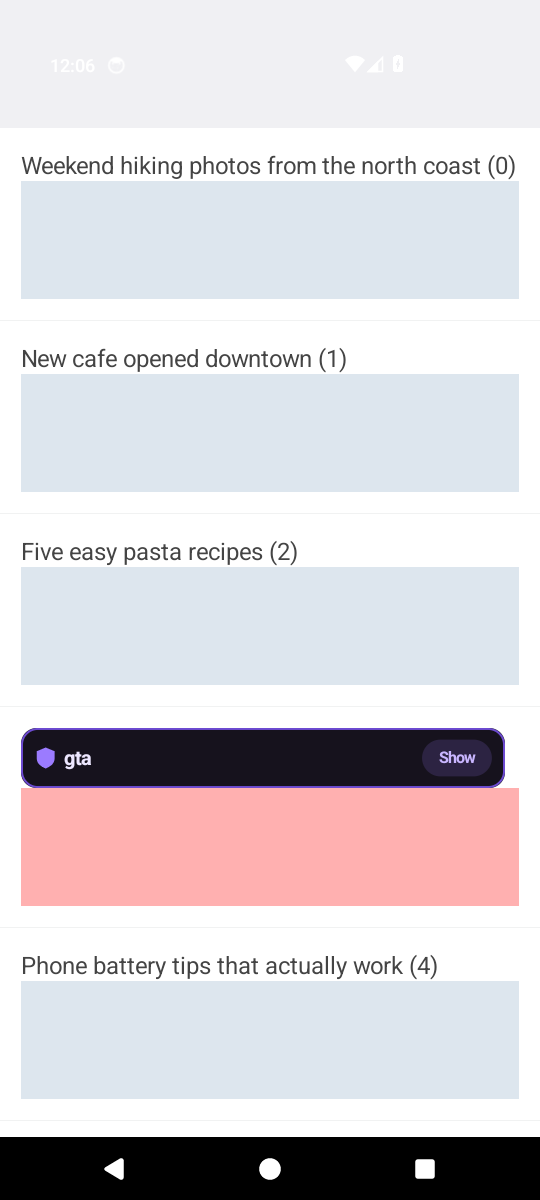 12:06
Weekend hiking photos from the north coast (0)
New cafe opened downtown (1)
Five easy pasta recipes (2)
gta Show
Phone battery tips that actually work (4)